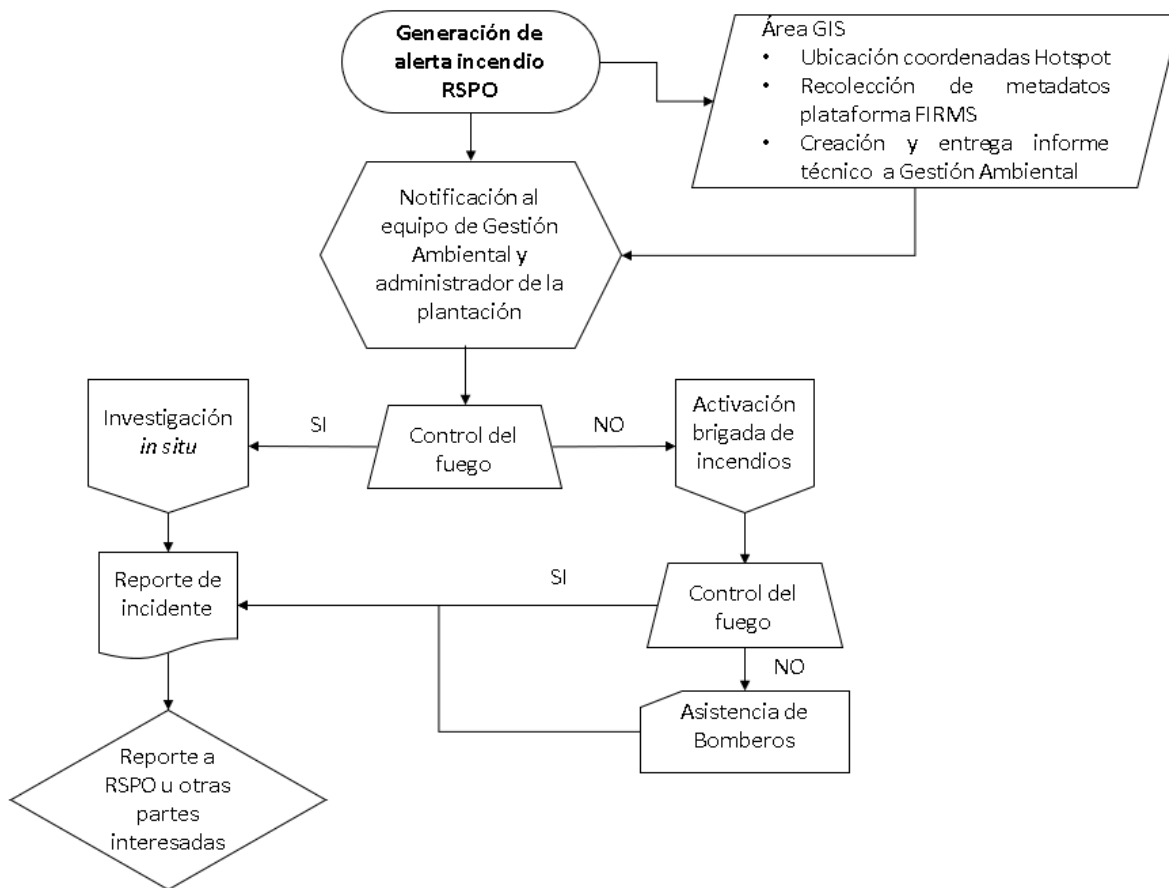 Generación de
alerta incendio
RSPO
Área GIS
• Ubicación coordenadas Hotspot
• Recolección de metadatos
plataforma FIRMS
• Creación y entrega informe
técnico a Gestión Ambiental
Notificación al
equipo de Gestión
Ambiental y
administrador de la
plantación
Investigación
in situ
SI
Control del
fuego
NO
Activación
brigada de
incendios
Reporte de
incidente
SI
Control del
fuego
NO
Asistencia de
Bomberos
Reporte a
RSPO u otras
partes
interesadas